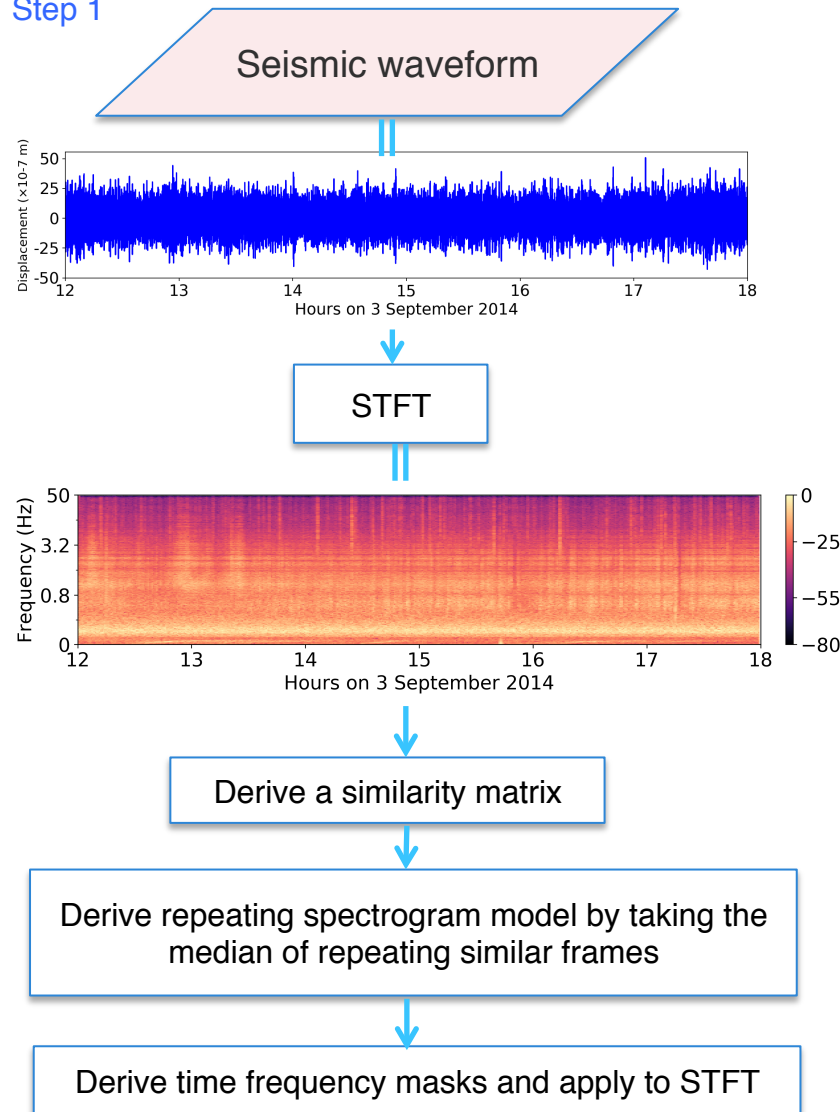 Step 1
Seismic waveform
Displacement (×10-7 m)
50
25
0
-25
-50
12 13 14 15 16 17 18
Hours on 3 September 2014
STFT
Frequency (Hz)
50
3.2
0.8
0
0
−25
−55
−80
12 13 14 15 16 17 18
Hours on 3 September 2014
Derive a similarity matrix
Derive repeating spectrogram model by taking the
median of repeating similar frames
Derive time frequency masks and apply to STFT